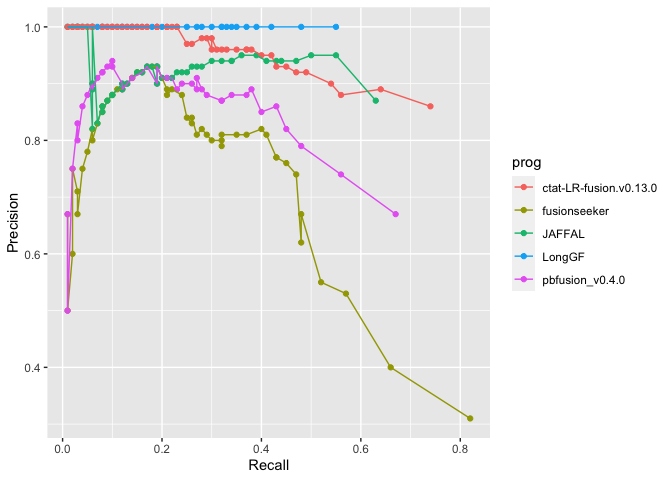 1.0
0.8
0.6
0.4
Precision
0.0
0.2
0.4
0.6
0.8
Recall
prog
ctat-LR-fusion.v0.13.0
fusionseeker
JAFFAL
LongGF
pbfusion_v0.4.0